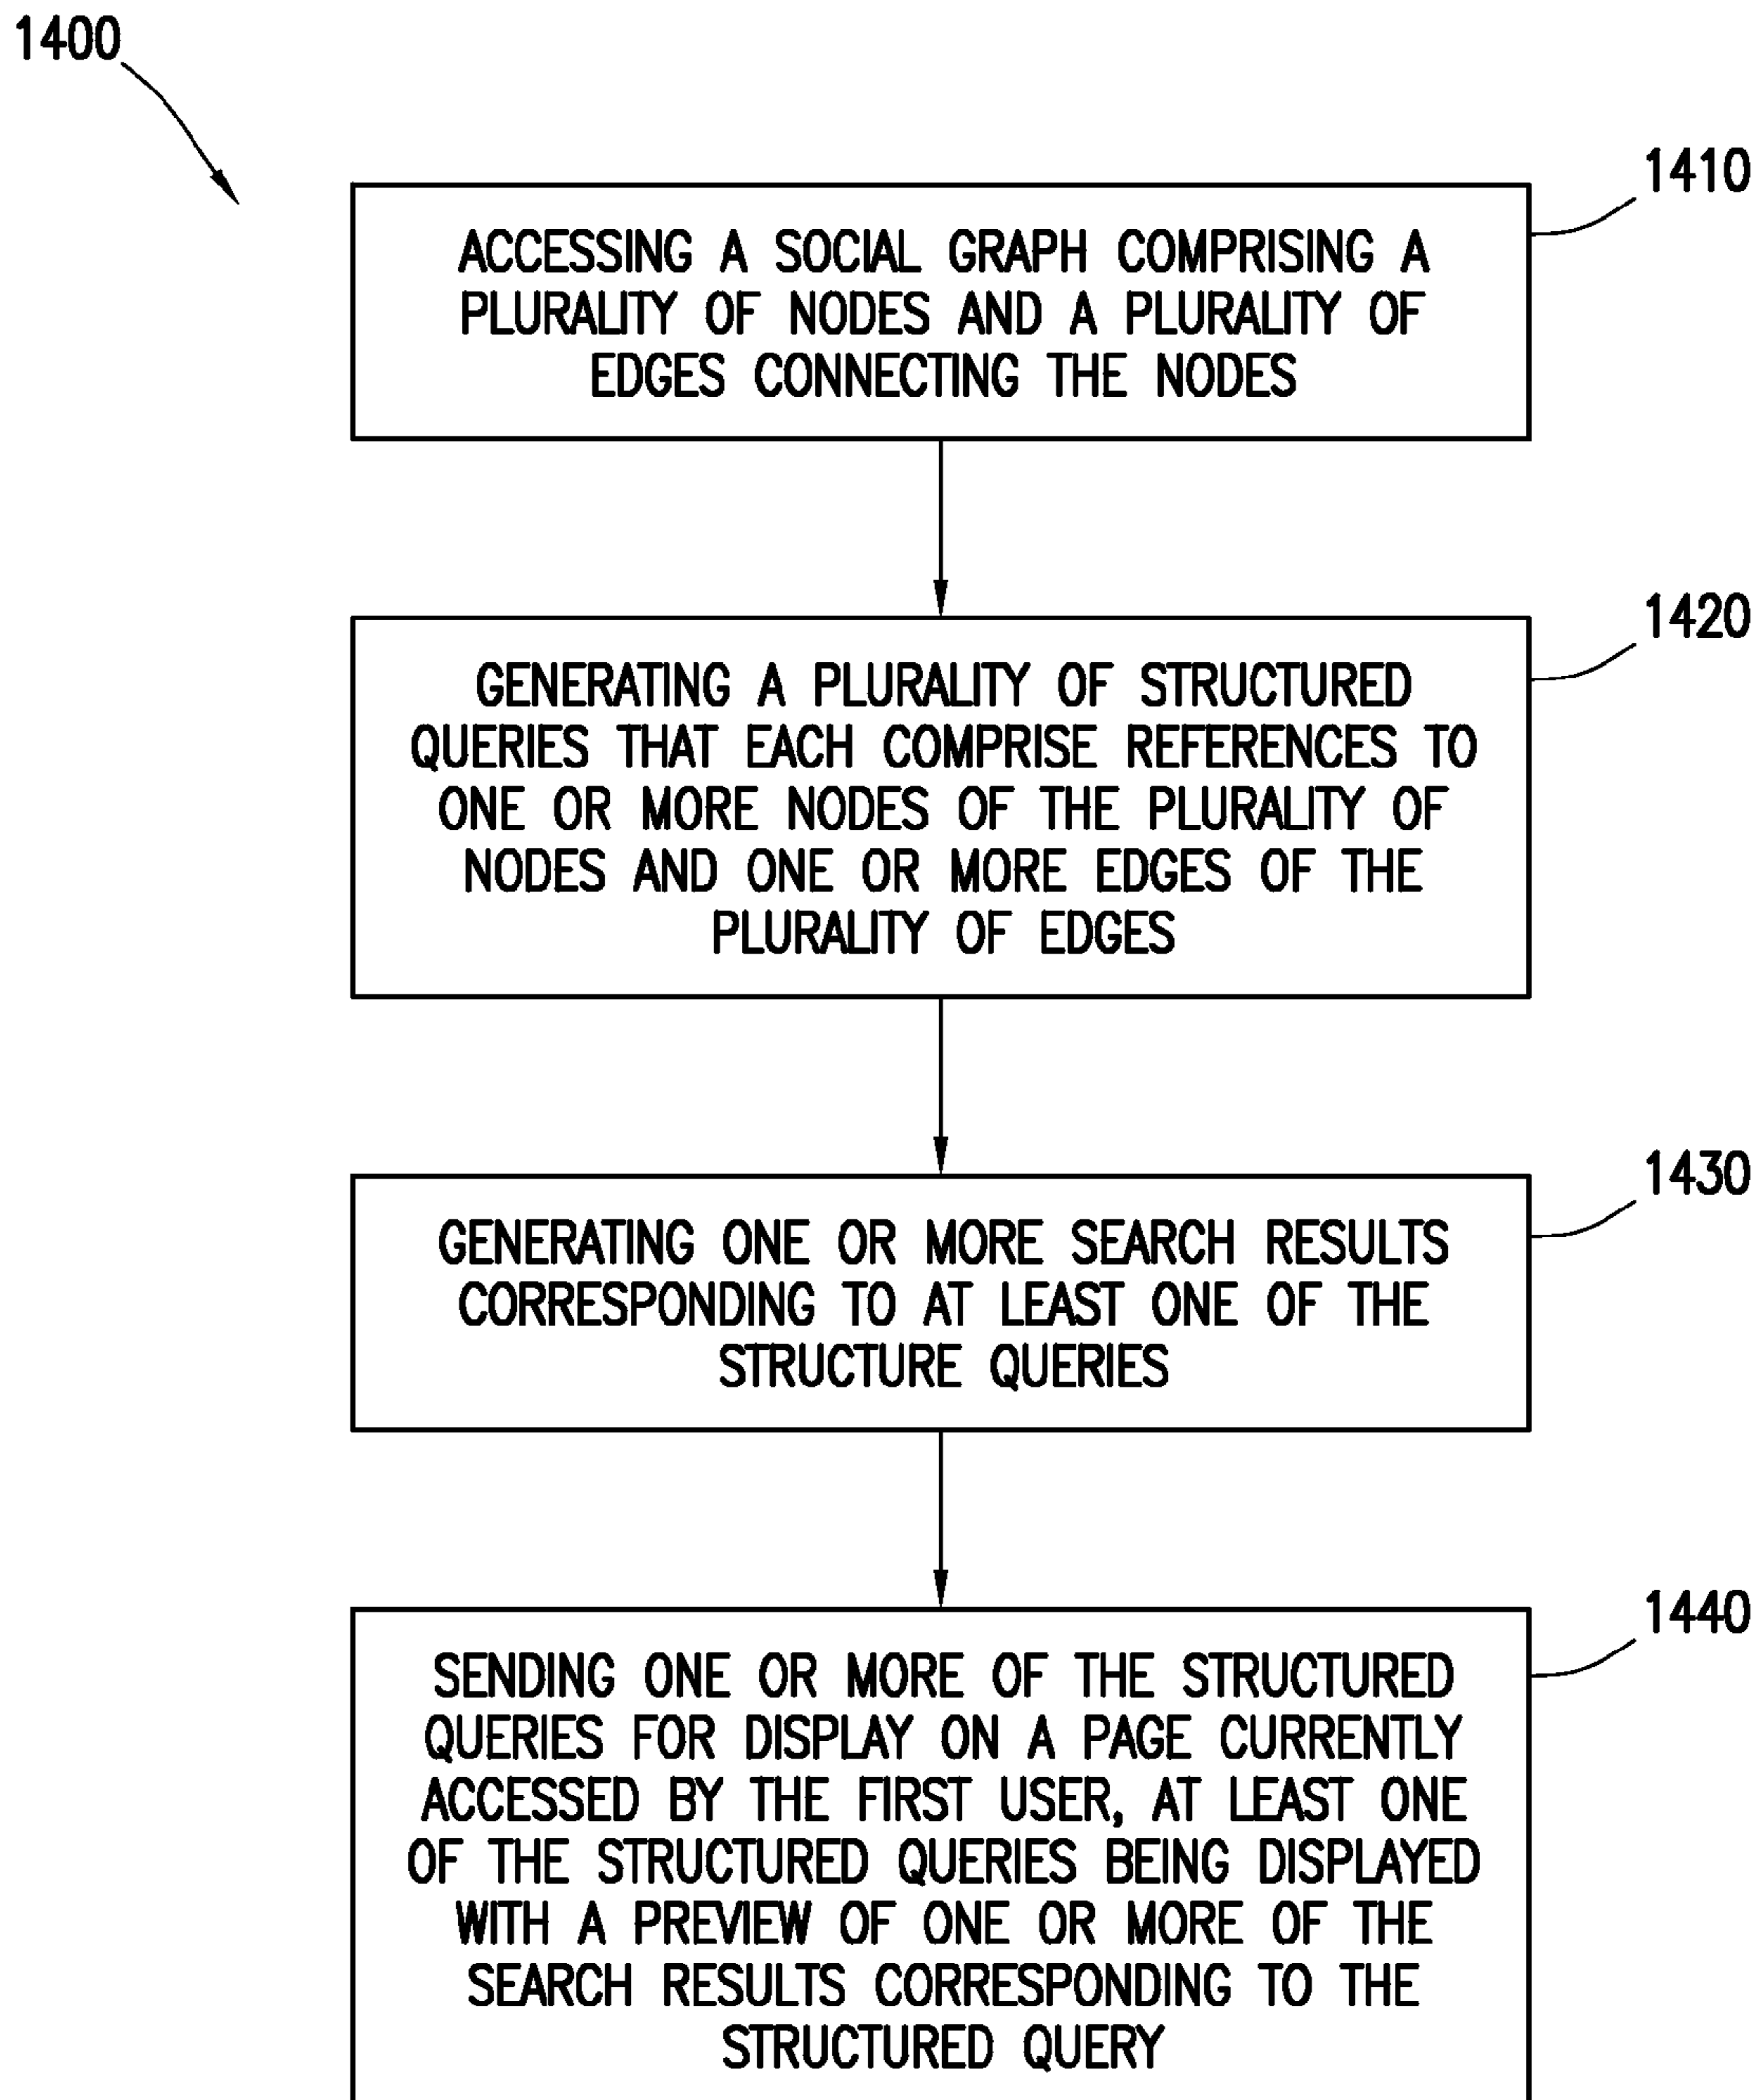 1400
1410
ACCESSING A SOCIAL GRAPH COMPRISING A
PLURALITY OF NODES AND A PLURALITY OF
EDGES CONNECTING THE NODES
1420
GENERATING A PLURALITY OF STRUCTURED
QUERIES THAT EACH COMPRISE REFERENCES TO
ONE OR MORE NODES OF THE PLURALITY OF
NODES AND ONE OR MORE EDGES OF THE
PLURALITY OF EDGES
1430
GENERATING ONE OR MORE SEARCH RESULTS
CORRESPONDING TO AT LEAST ONE OF THE
STRUCTURE QUERIES
1440
SENDING ONE OR MORE OF THE STRUCTURED
QUERIES FOR DISPLAY ON A PAGE CURRENTLY
ACCESSED BY THE FIRST USER, AT LEAST ONE
OF THE STRUCTURED QUERIES BEING DISPLAYED
WITH A PREVIEW OF ONE OR MORE OF THE
SEARCH RESULTS CORRESPONDING TO THE
STRUCTURED QUERY